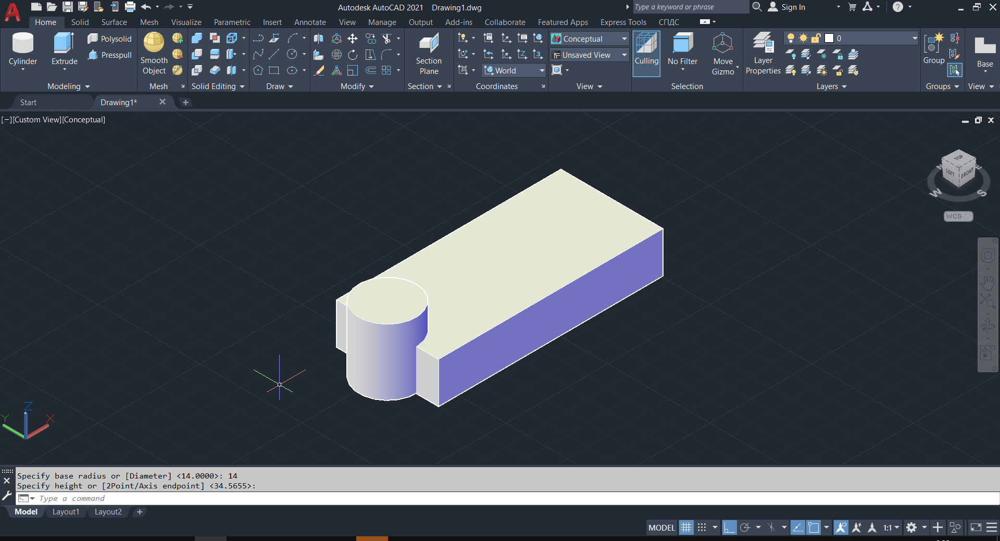 Autodesk AutoCAD 2021 Drawing1.dwg
Type a keyword or phrase
Sign In
Home Solid Surface Mesh Visualize Parametric Insert Annotate View Manage Output Add-ins Collaborate Featured Apps Express Tools СПДС
Cylinder
Extrude
Polysolid
Presspull
Modeling
Smooth
Object
Mesh
Solid Editing
Draw
Modify
Section
Plane
Section
World
Coordinates
Conceptual
Unsaved View
View
Culling
No Filter
Move
Gizmo
Selection
Layer
Properties
0
Layers
Group
Groups
Base
View
Start
Drawing1*
[−][Custom View][Conceptual]
TOP
LEFT
FRONT
W
S
WCS
Z
Y
X
Specify base radius or [Diameter] <14.0000>: 14
Specify height or [2Point/Axis endpoint] <34.5655>:
Type a command
Model Layout1 Layout2 +
MODEL
1:1